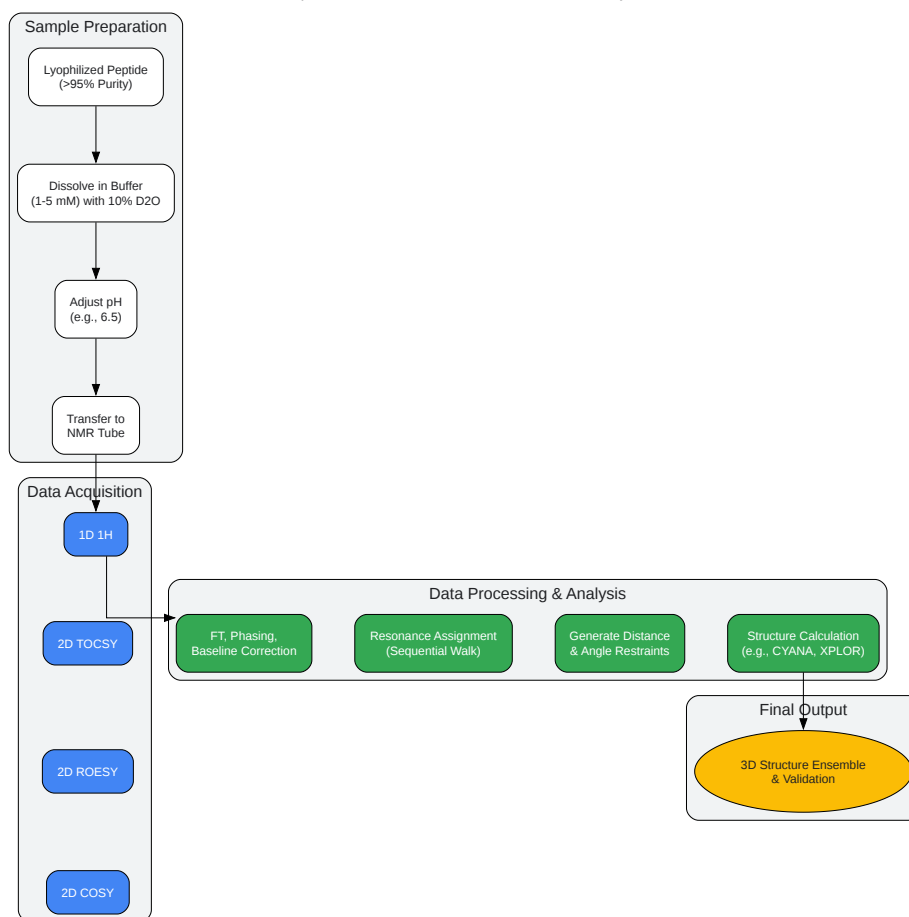 Sample Preparation
Lyophilized Peptide
(>95% Purity)
Dissolve in Buffer
(1-5 mM) with 10% D2O
Adjust pH
(e.g., 6.5)
Transfer to
NMR Tube
Data Acquisition
1D 1H
2D TOCSY
2D ROESY
2D COSY
Data Processing & Analysis
FT, Phasing,
Baseline Correction
Resonance Assignment
(Sequential Walk)
Generate Distance
& Angle Restraints
Structure Calculation
(e.g., CYANA, XPLOR)
Final Output
3D Structure Ensemble
& Validation